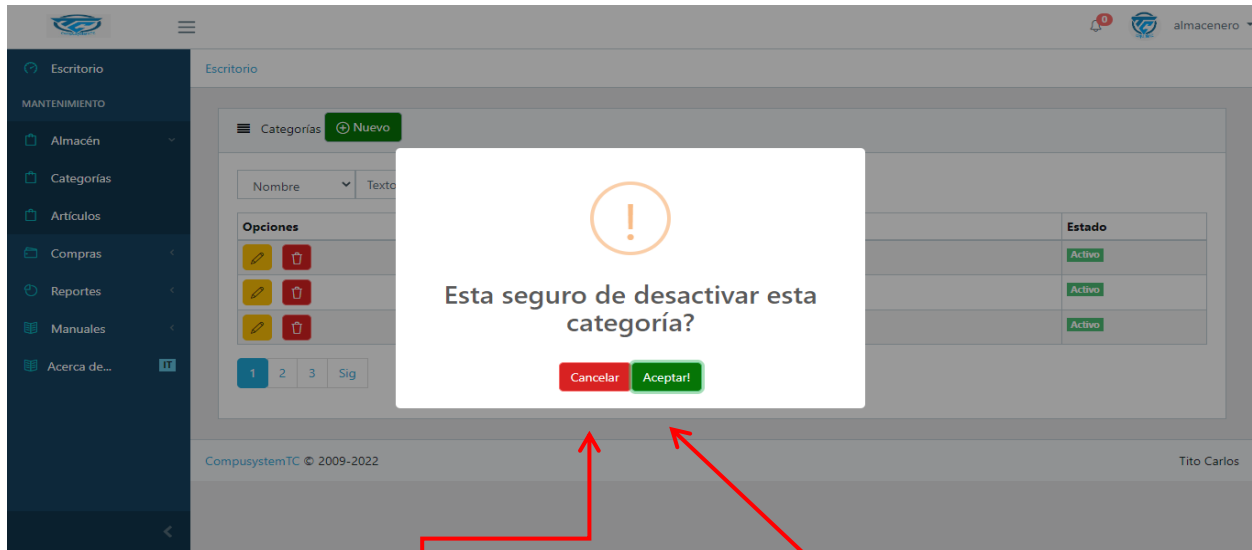 0
almacenero
Escritorio
Escritorio
MANTENIMIENTO
Almacén
Categorías
Artículos
Compras
Reportes
Manuales
Acerca de...
IT
Categorías
Nuevo
Nombre
Texto
Opciones
Estado
Activo
Activo
Activo
1 2 3 Sig
Esta seguro de desactivar esta
categoría?
Cancelar
Aceptar!
CompusystemTC © 2009-2022
Tito Carlos